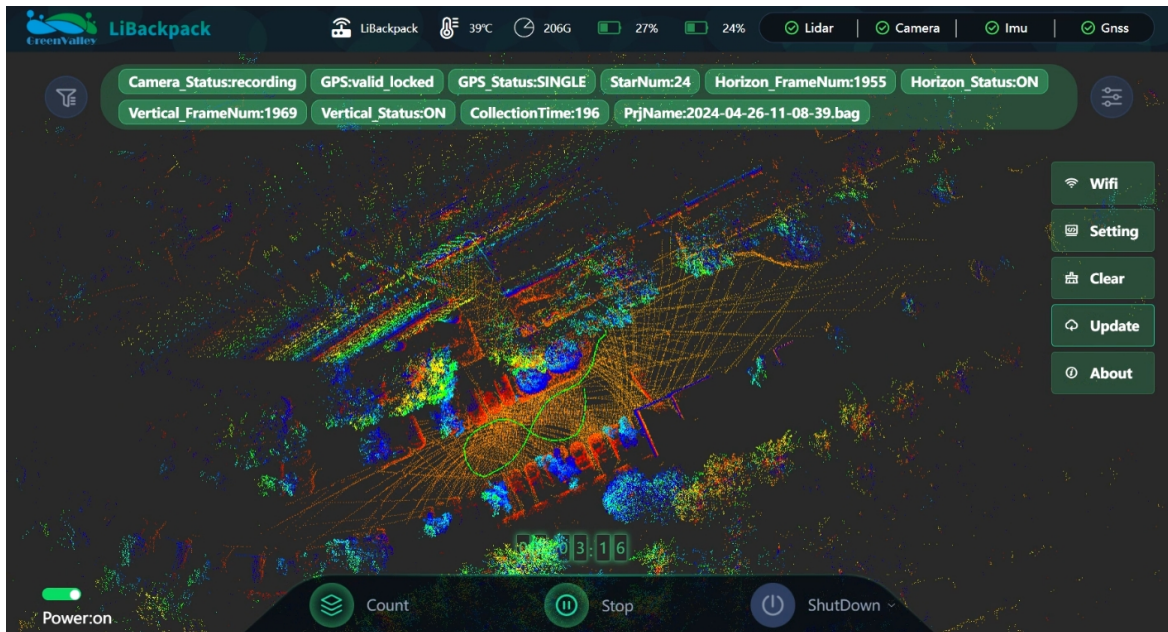 GreenValley
LiBackpack
LiBackpack 39℃ 206G 27% 24% Lidar Camera Imu Gnss
Camera_Status:recording GPS:valid_locked GPS_Status:SINGLE StarNum:24 Horizon_FrameNum:1955 Horizon_Status:ON
Vertical_FrameNum:1969 Vertical_Status:ON CollectionTime:196 PrjName:2024-04-26-11-08-39.bag
Wifi
Setting
Clear
Update
About
03:16
Count Stop ShutDown
Power:on